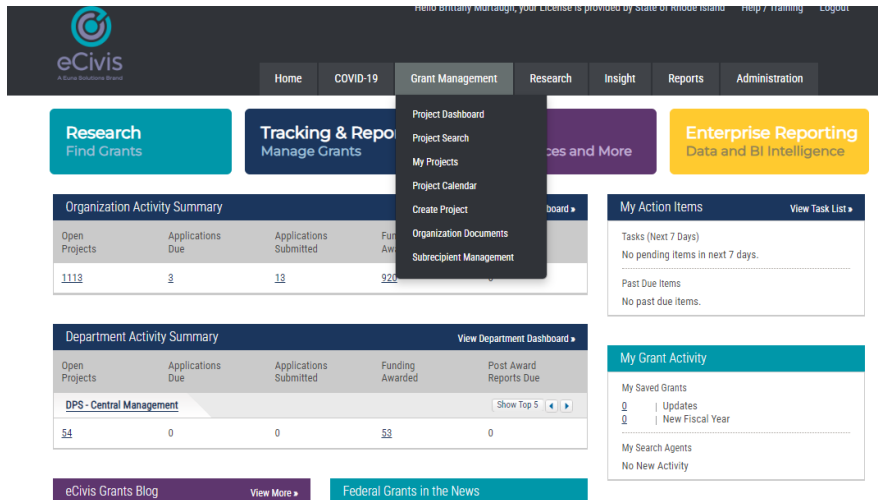 Hello Brittany Murtaugh, your License is provided by State of Rhode Island Help / Training Logout
eCivis
A Euna Solutions Brand
Home COVID-19 Grant Management Research Insight Reports Administration
Project Dashboard
Project Search
My Projects
Project Calendar
Create Project
Organization Documents
Subrecipient Management
Research
Find Grants
Tracking & Repo
Manage Grants
ces and More
Enterprise Reporting
Data and BI Intelligence
Organization Activity Summary board »
Open Projects Applications Due Applications Submitted Fun Awa
1113 3 13 920 0
My Action Items View Task List »
Tasks (Next 7 Days)
No pending items in next 7 days.
Past Due Items
No past due items.
Department Activity Summary View Department Dashboard »
Open Projects Applications Due Applications Submitted Funding Awarded Post Award Reports Due
DPS - Central Management Show Top 5
54 0 0 53 0
My Grant Activity
My Saved Grants
0 | Updates
0 | New Fiscal Year
My Search Agents
No New Activity
eCivis Grants Blog View More »
Federal Grants in the News